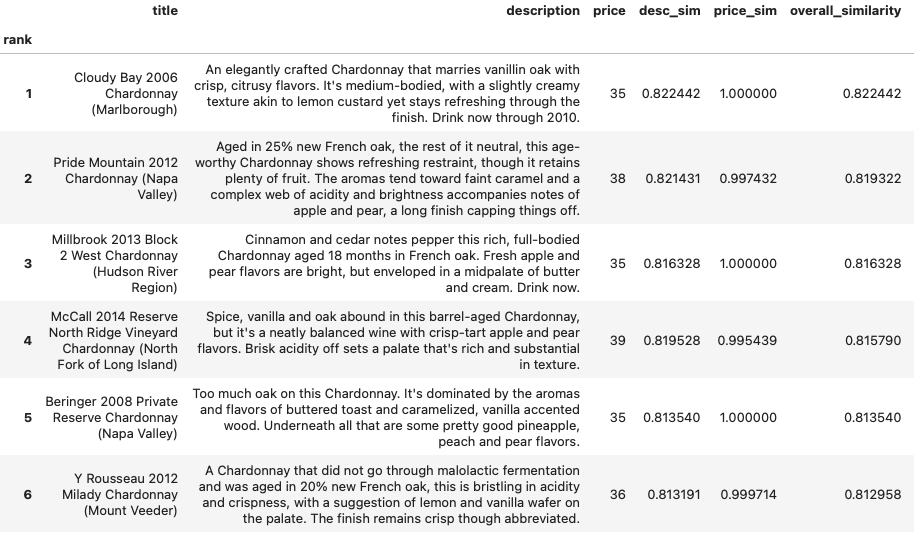 title description price desc_sim price_sim overall_similarity
rank
1
Cloudy Bay 2006
Chardonnay
(Marlborough)
An elegantly crafted Chardonnay that marries vanillin oak with
crisp, citrusy flavors. It's medium-bodied, with a slightly creamy
texture akin to lemon custard yet stays refreshing through the
finish. Drink now through 2010.
35 0.822442 1.000000 0.822442
2
Pride Mountain 2012
Chardonnay (Napa
Valley)
Aged in 25% new French oak, the rest of it neutral, this age-
worthy Chardonnay shows refreshing restraint, though it retains
plenty of fruit. The aromas tend toward faint caramel and a
complex web of acidity and brightness accompanies notes of
apple and pear, a long finish capping things off.
38 0.821431 0.997432 0.819322
3
Millbrook 2013 Block
2 West Chardonnay
(Hudson River
Region)
Cinnamon and cedar notes pepper this rich, full-bodied
Chardonnay aged 18 months in French oak. Fresh apple and
pear flavors are bright, but enveloped in a midpalate of butter
and cream. Drink now.
35 0.816328 1.000000 0.816328
4
McCall 2014 Reserve
North Ridge Vineyard
Chardonnay (North
Fork of Long Island)
Spice, vanilla and oak abound in this barrel-aged Chardonnay,
but it's a neatly balanced wine with crisp-tart apple and pear
flavors. Brisk acidity off sets a palate that's rich and substantial
in texture.
39 0.819528 0.995439 0.815790
5
Beringer 2008 Private
Reserve Chardonnay
(Napa Valley)
Too much oak on this Chardonnay. It's dominated by the aromas
and flavors of buttered toast and caramelized, vanilla accented
wood. Underneath all that are some pretty good pineapple,
peach and pear flavors.
35 0.813540 1.000000 0.813540
6
Y Rousseau 2012
Milady Chardonnay
(Mount Veeder)
A Chardonnay that did not go through malolactic fermentation
and was aged in 20% new French oak, this is bristling in acidity
and crispness, with a suggestion of lemon and vanilla wafer on
the palate. The finish remains crisp though abbreviated.
36 0.813191 0.999714 0.812958